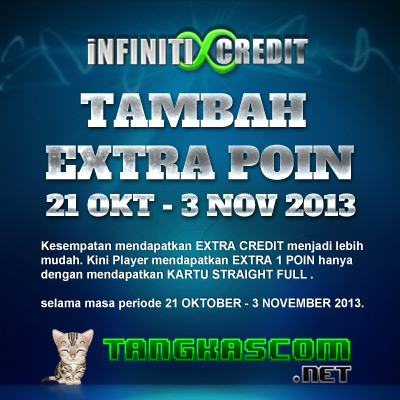 iNFINITI CREDIT
TAMBAH
EXTRA POIN
21 OKT - 3 NOV 2013
Kesempatan mendapatkan EXTRA CREDIT menjadi lebih
mudah. Kini Player mendapatkan EXTRA 1 POIN hanya
dengan mendapatkan KARTU STRAIGHT FULL .
selama masa periode 21 OKTOBER - 3 NOVEMBER 2013.
TANGKASCOM
.NET